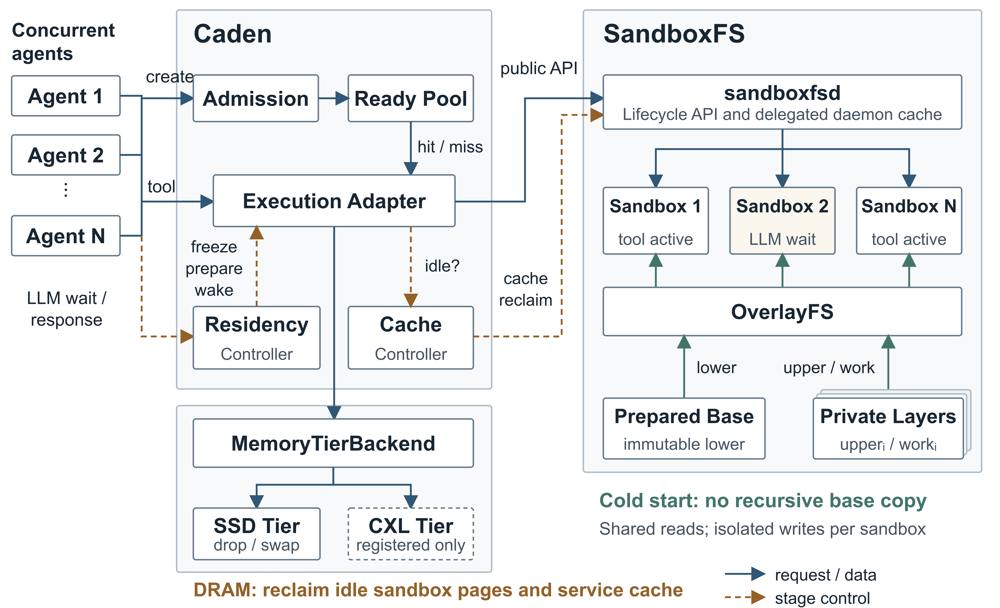 Concurrent
agents
Agent 1
Agent 2
⋮
Agent N
LLM wait /
response
create
tool
Caden
Admission
Ready Pool
hit / miss
Execution Adapter
freeze
prepare
wake
idle?
Residency
Controller
Cache
Controller
MemoryTierBackend
SSD Tier
drop / swap
CXL Tier
registered only
DRAM: reclaim idle sandbox pages and service cache
public API
cache
reclaim
SandboxFS
sandboxfsd
Lifecycle API and delegated daemon cache
Sandbox 1
tool active
Sandbox 2
LLM wait
Sandbox N
tool active
OverlayFS
lower
upper / work
Prepared Base
immutable lower
Private Layers
upperᵢ / workᵢ
Cold start: no recursive base copy
Shared reads; isolated writes per sandbox
request / data
stage control